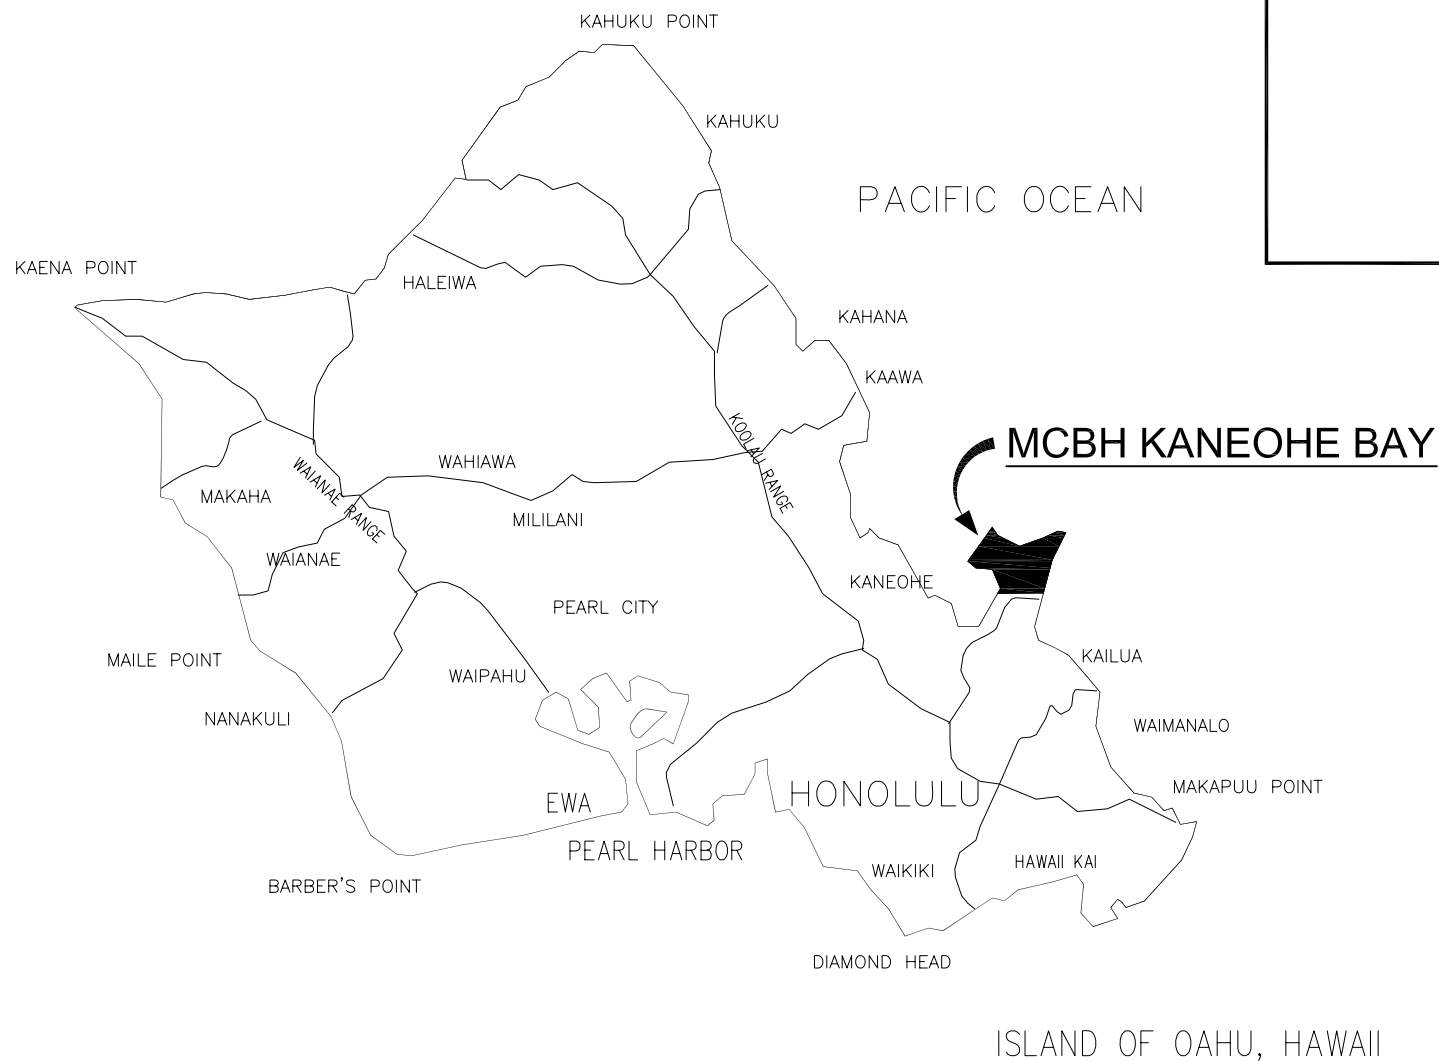 KAHUKU POINT
KAHUKU
PACIFIC OCEAN
KAENA POINT
HALEIWA
KAHANA
KAAWA
KOOLAU RANGE
MCBH KANEOHE BAY
WAHIAWA
WAIANAE RANGE
MAKAHA
MILILANI
WAIANAE
KANEOHE
PEARL CITY
MAILE POINT
KAILUA
WAIPAHU
NANAKULI
WAIMANALO
MAKAPUU POINT
HONOLULU
EWA
PEARL HARBOR
HAWAII KAI
WAIKIKI
BARBER'S POINT
DIAMOND HEAD
ISLAND OF OAHU, HAWAII